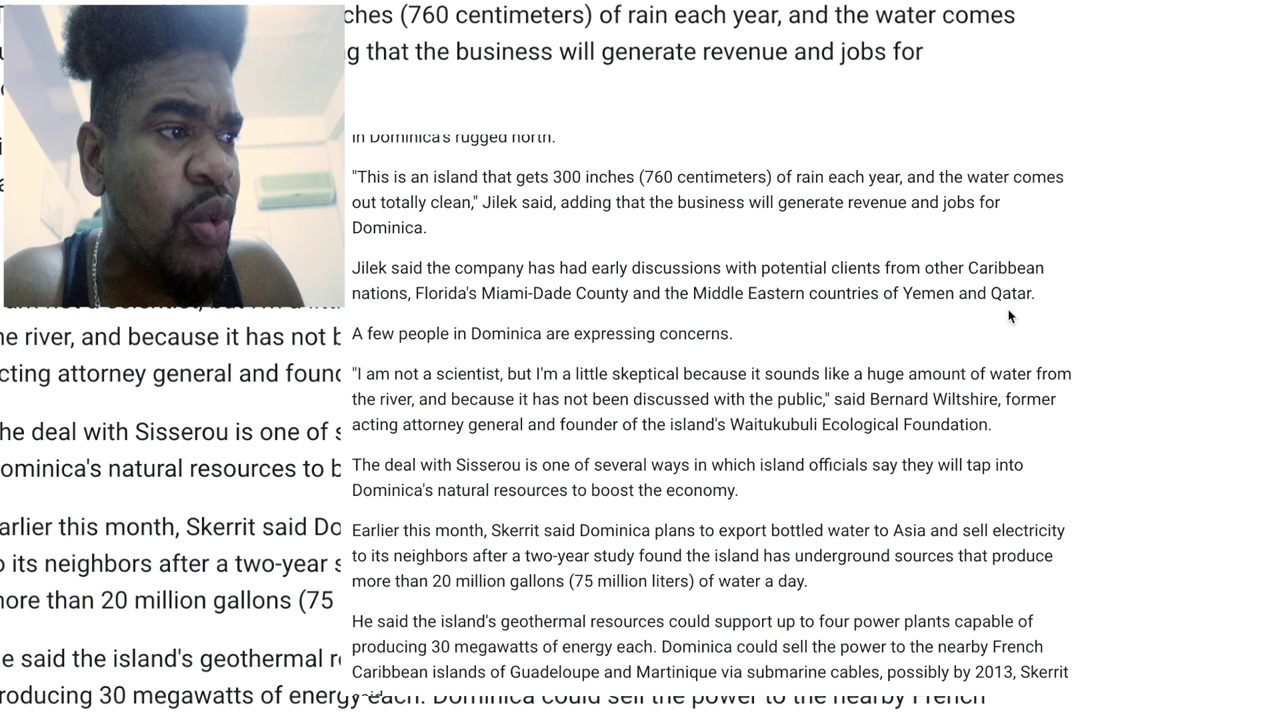 ches (760 centimeters) of rain each year, and the water comes
g that the business will generate revenue and jobs for
in Dominica's rugged north.
"This is an island that gets 300 inches (760 centimeters) of rain each year, and the water comes
out totally clean," Jilek said, adding that the business will generate revenue and jobs for
Dominica.
Jilek said the company has had early discussions with potential clients from other Caribbean
nations, Florida's Miami-Dade County and the Middle Eastern countries of Yemen and Qatar.
A few people in Dominica are expressing concerns.
"I am not a scientist, but I'm a little skeptical because it sounds like a huge amount of water from
the river, and because it has not been discussed with the public," said Bernard Wiltshire, former
acting attorney general and founder of the island's Waitukubuli Ecological Foundation.
The deal with Sisserou is one of several ways in which island officials say they will tap into
Dominica's natural resources to boost the economy.
Earlier this month, Skerrit said Dominica plans to export bottled water to Asia and sell electricity
to its neighbors after a two-year study found the island has underground sources that produce
more than 20 million gallons (75 million liters) of water a day.
He said the island's geothermal resources could support up to four power plants capable of
producing 30 megawatts of energy each. Dominica could sell the power to the nearby French
Caribbean islands of Guadeloupe and Martinique via submarine cables, possibly by 2013, Skerrit
he river, and because it has not b
cting attorney general and found
he deal with Sisserou is one of s
ominica's natural resources to b
arlier this month, Skerrit said Do
o its neighbors after a two-year s
nore than 20 million gallons (75
e said the island's geothermal r
roducing 30 megawatts of energy each. Dominica could sell the power to the nearby French